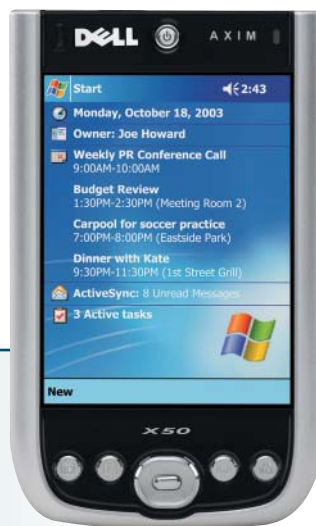 DELL AXIM
Start 2:43
Monday, October 18, 2003
Owner: Joe Howard
Weekly PR Conference Call
9:00AM-10:00AM
Budget Review
1:30PM-2:30PM (Meeting Room 2)
Carpool for soccer practice
7:00PM-8:00PM (Eastside Park)
Dinner with Kate
9:30PM-11:30PM (1st Street Grill)
ActiveSync: 8 Unread Messages
3 Active tasks
New
X50